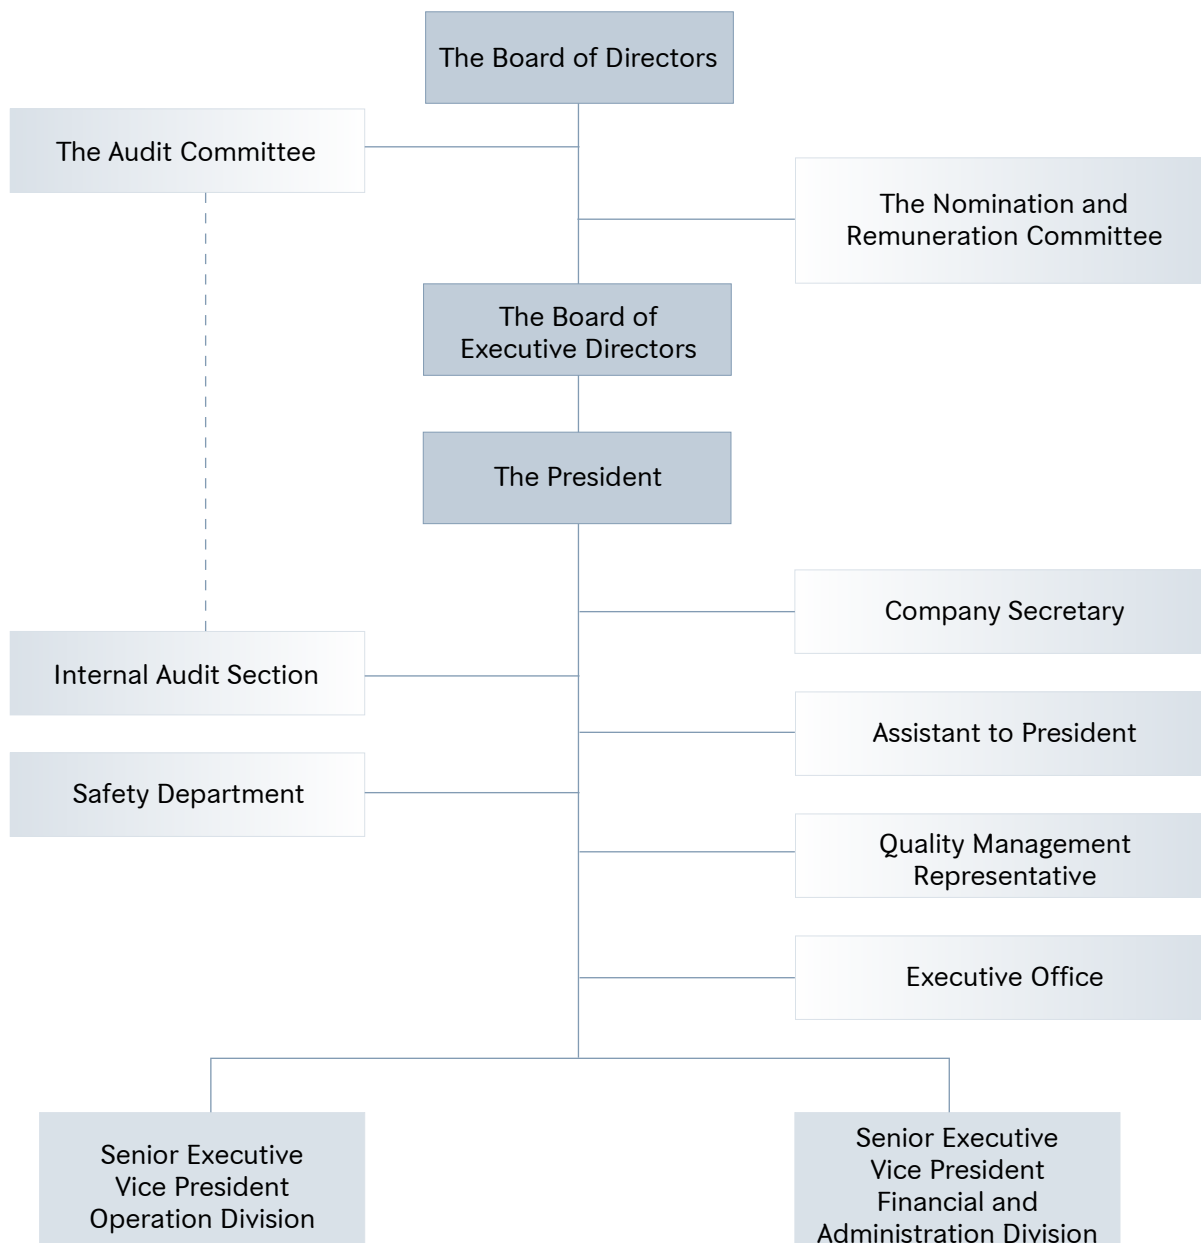 The Board of Directors
The Audit Committee
The Nomination and
Remuneration Committee
The Board of
Executive Directors
The President
Company Secretary
Internal Audit Section
Assistant to President
Safety Department
Quality Management
Representative
Executive Office
Senior Executive
Vice President
Operation Division
Senior Executive
Vice President
Financial and
Administration Division